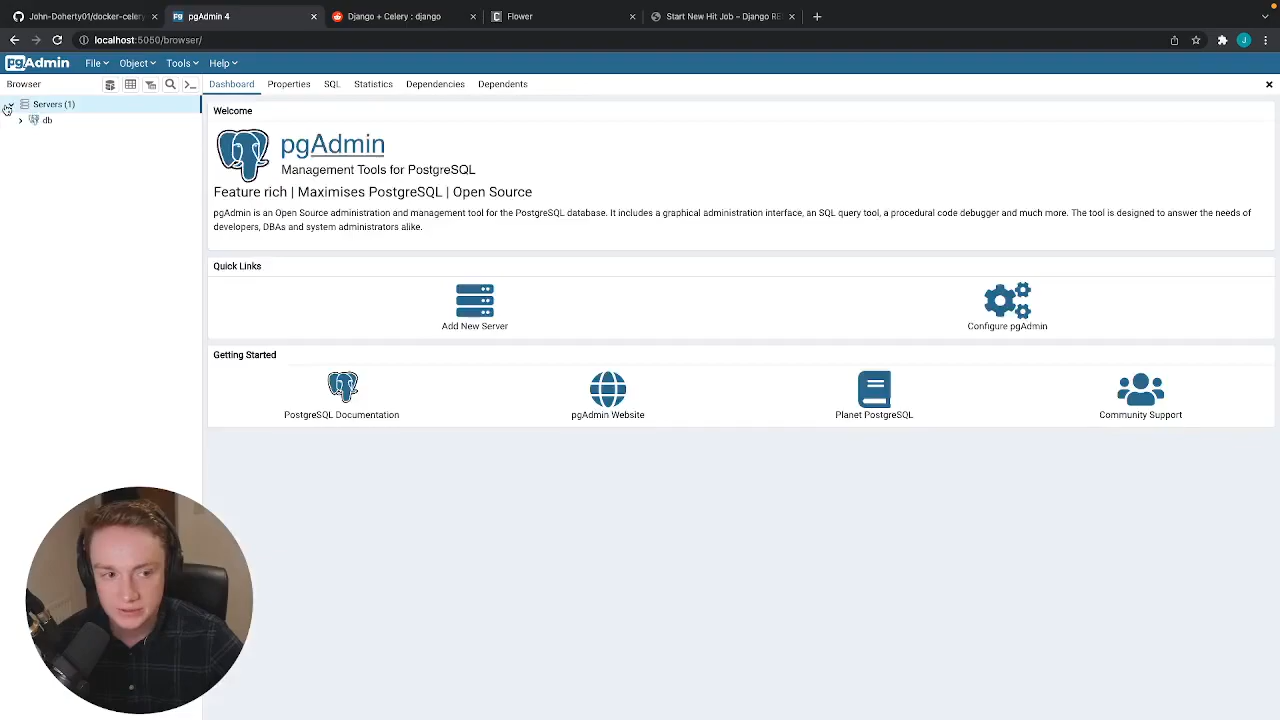 John-Doherty01/docker-celery
pgAdmin 4
Django + Celery : django
Flower
Start New Hit Job – Django RE
localhost:5050/browser/
J
pgAdmin
File
Object
Tools
Help
Browser
Dashboard
Properties
SQL
Statistics
Dependencies
Dependents
Servers (1)
db
Welcome
pgAdmin
Management Tools for PostgreSQL
Feature rich | Maximises PostgreSQL | Open Source
pgAdmin is an Open Source administration and management tool for the PostgreSQL database. It includes a graphical administration interface, an SQL query tool, a procedural code debugger and much more. The tool is designed to answer the needs of
developers, DBAs and system administrators alike.
Quick Links
Add New Server
Configure pgAdmin
Getting Started
PostgreSQL Documentation
pgAdmin Website
Planet PostgreSQL
Community Support